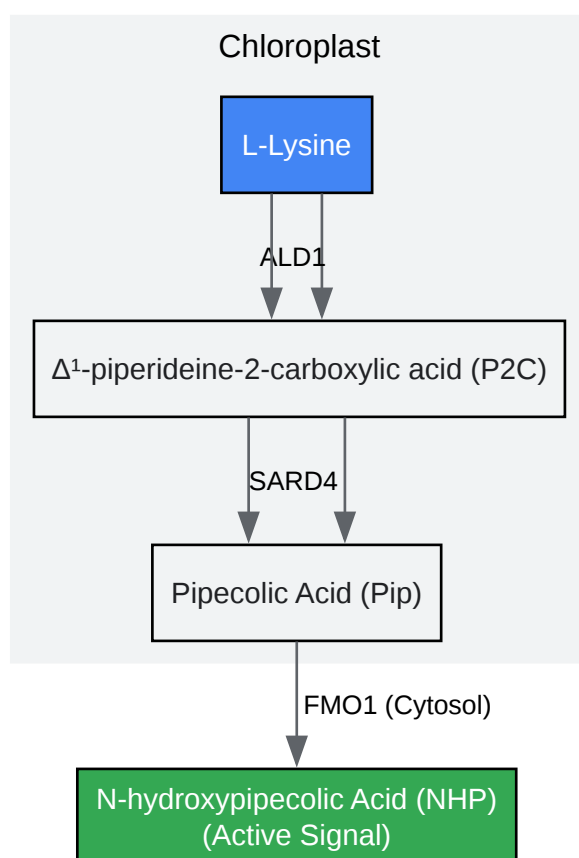 Chloroplast
L-Lysine
ALD1
Δ¹-piperideine-2-carboxylic acid (P2C)
SARD4
Pipecolic Acid (Pip)
FMO1 (Cytosol)
N-hydroxypipecolic Acid (NHP)
(Active Signal)